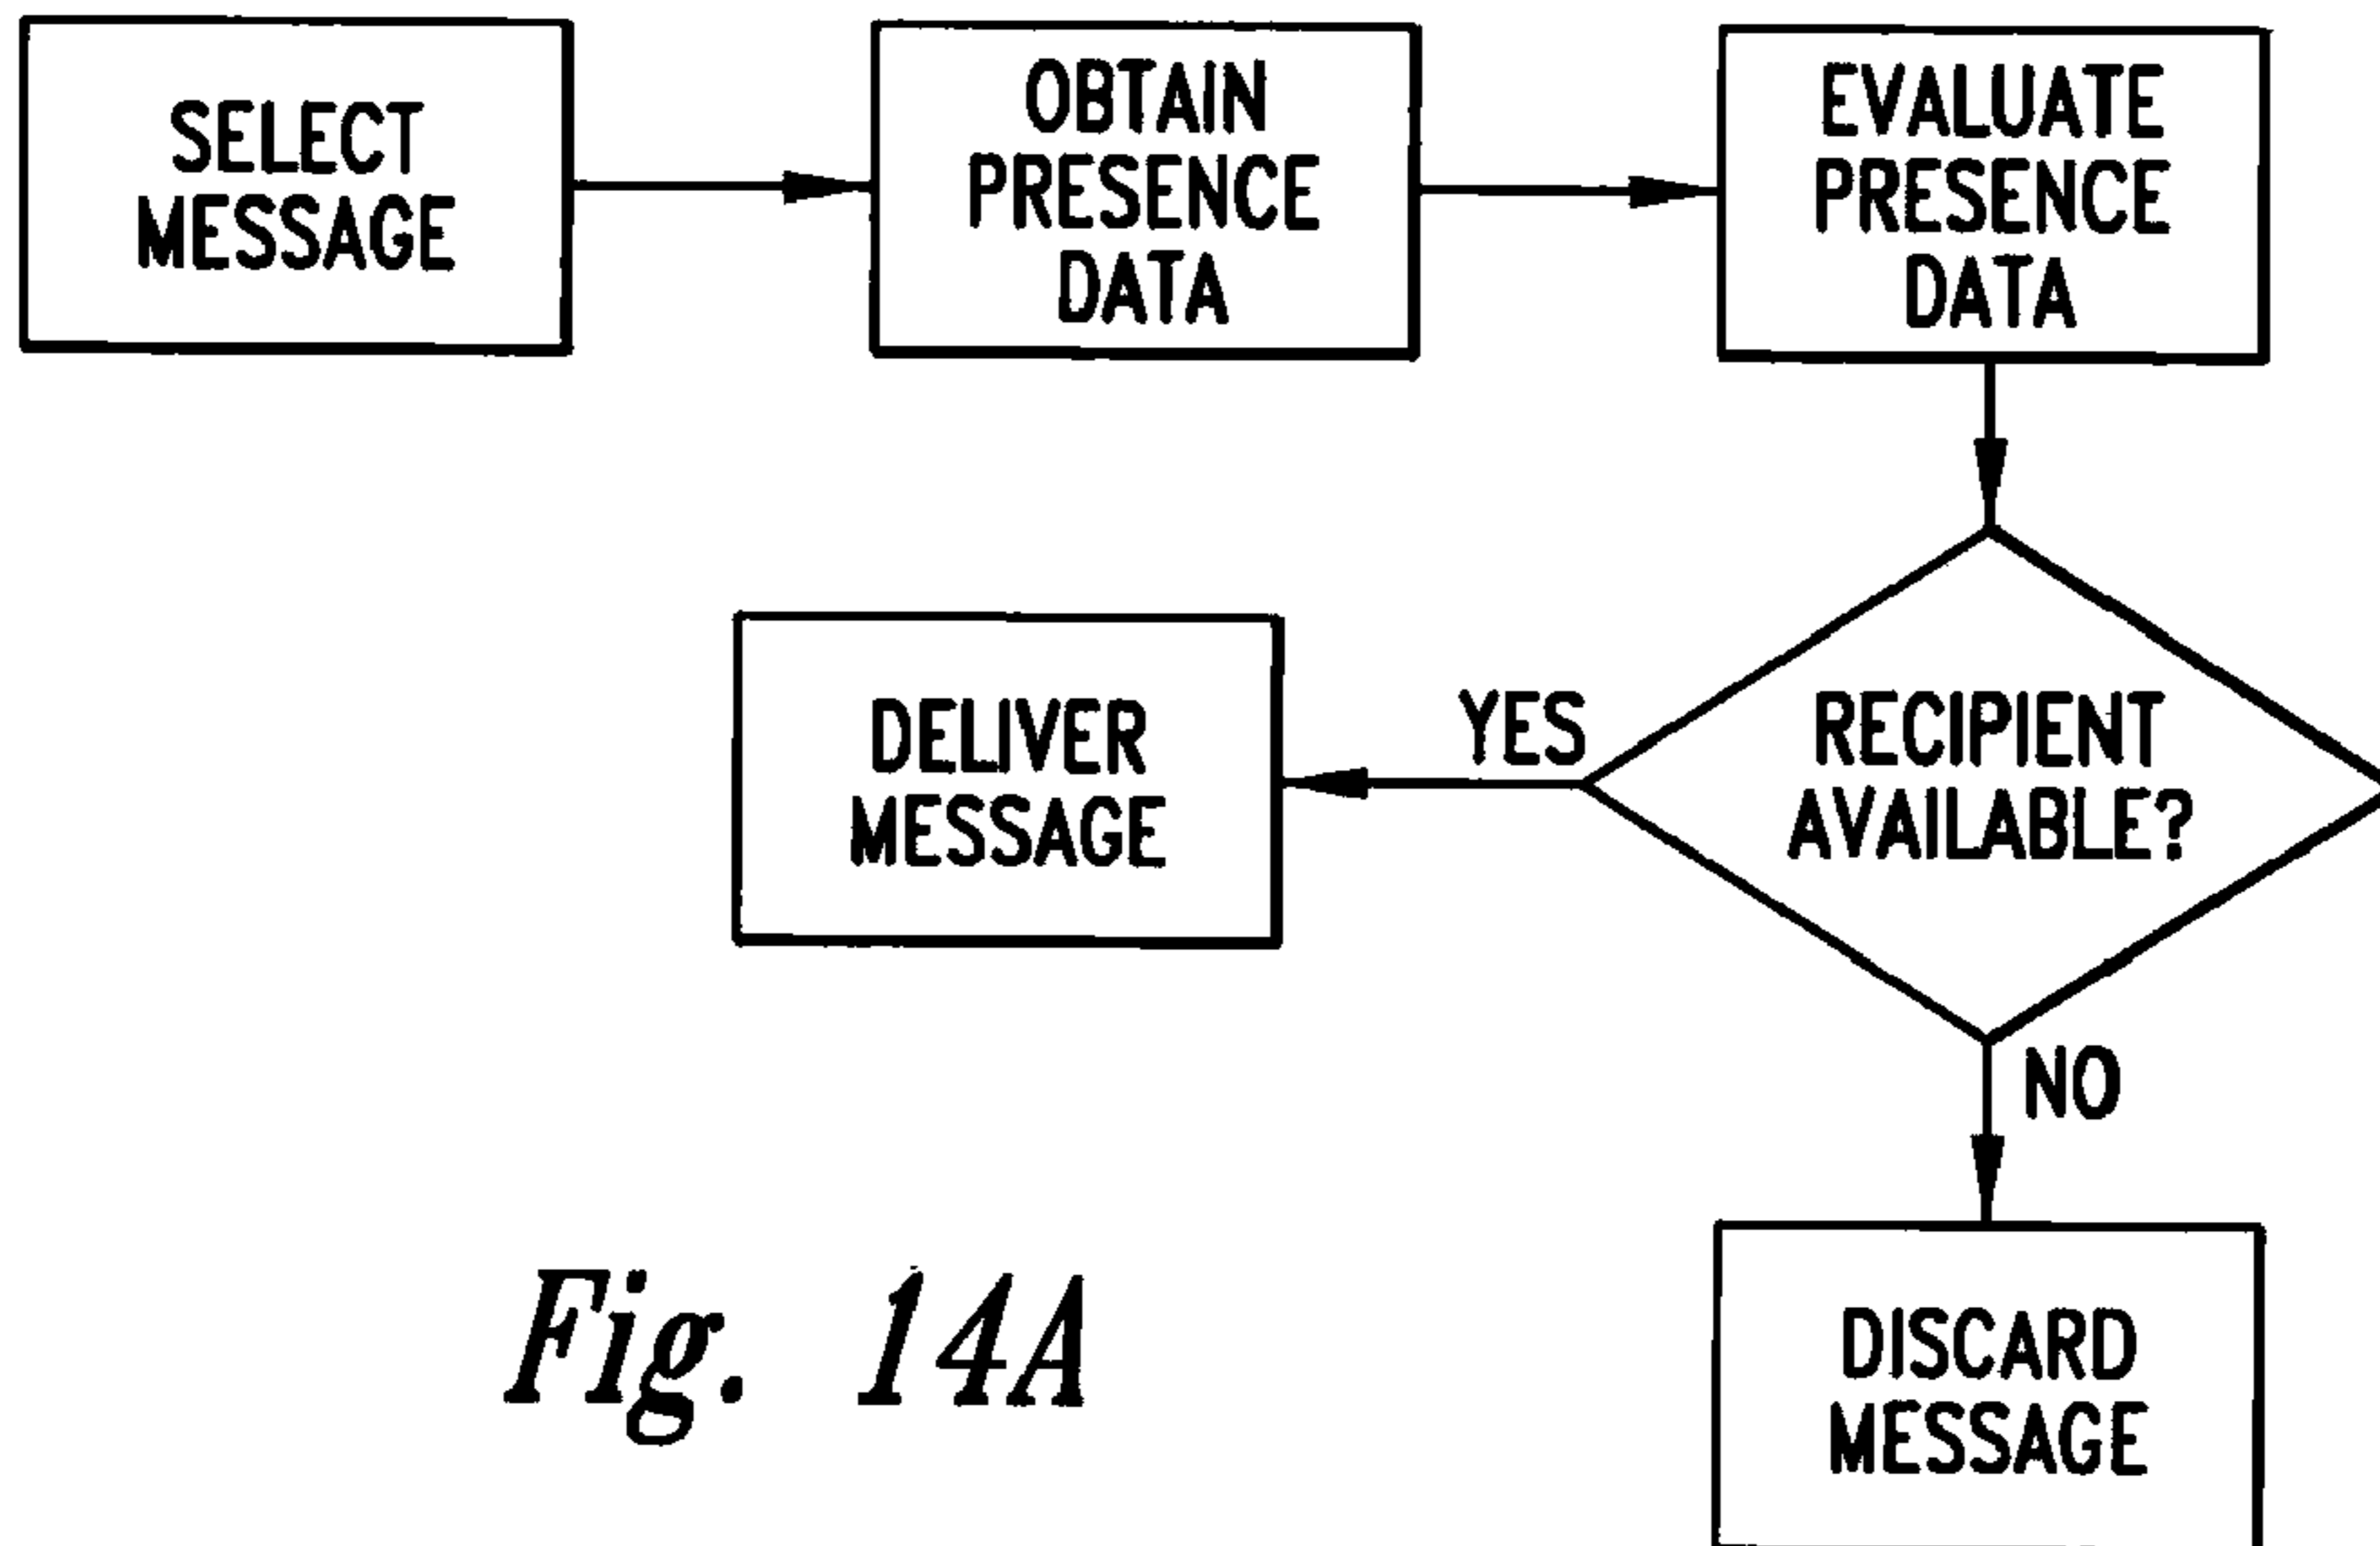 SELECT
MESSAGE
OBTAIN
PRESENCE
DATA
EVALUATE
PRESENCE
DATA
RECIPIENT
AVAILABLE?
YES
DELIVER
MESSAGE
NO
DISCARD
MESSAGE
Fig. 14A